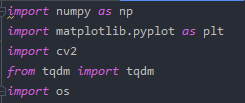 import numpy as np
import matplotlib.pyplot as plt
import cv2
from tqdm import tqdm
import os